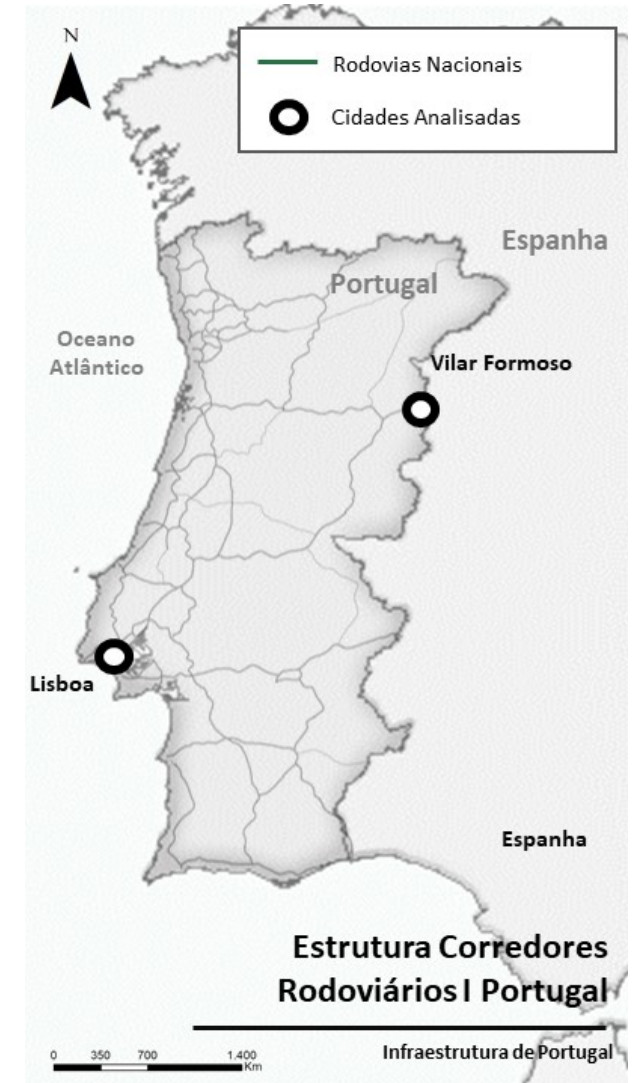 N
Rodovias Nacionais
Cidades Analisadas
Espanha
Portugal
Oceano
Atlântico
Vilar Formoso
Lisboa
Espanha
Estrutura Corredores
Rodoviários I Portugal
Infraestrutura de Portugal
0 350 700 1.400
Km